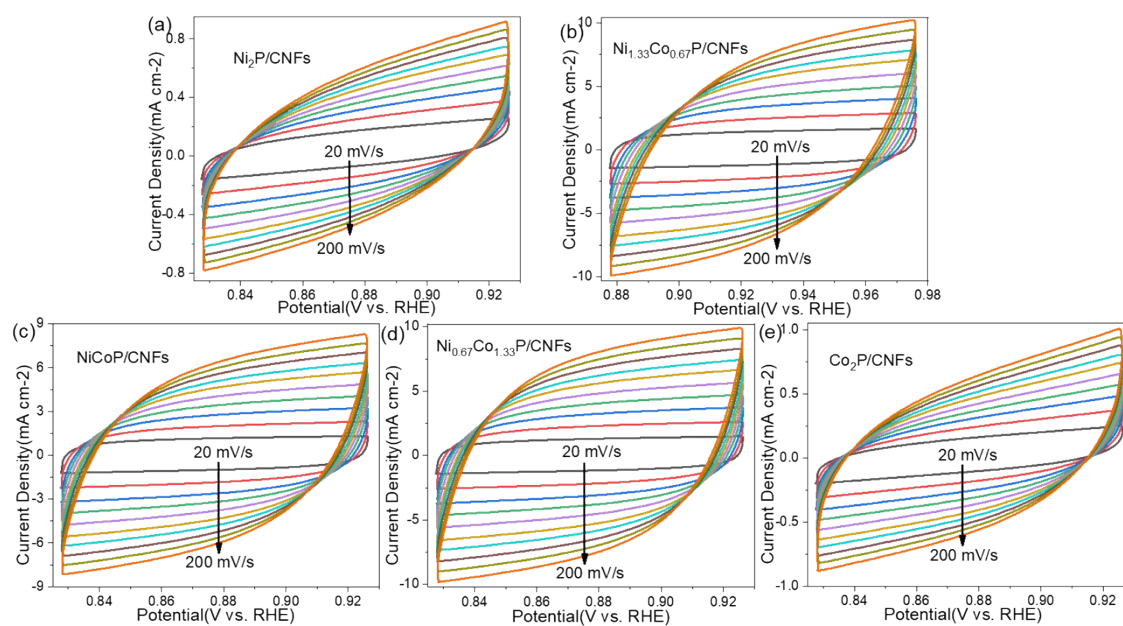 (a)
Ni₂P/CNFs
0.8
0.4
0.0
-0.4
-0.8
Current Density(mA cm-2)
20 mV/s
200 mV/s
0.84 0.86 0.88 0.90 0.92
Potential(V vs. RHE)
(b)
Ni₁.₃₃Co₀.₆₇P/CNFs
10
5
0
-5
-10
Current Density(mA cm-2)
20 mV/s
200 mV/s
0.88 0.90 0.92 0.94 0.96 0.98
Potential(V vs. RHE)
(c)
NiCoP/CNFs
9
6
3
0
-3
-6
-9
Current Density(mA cm-2)
20 mV/s
200 mV/s
0.84 0.86 0.88 0.90 0.92
Potential(V vs. RHE)
(d)
Ni₀.₆₇Co₁.₃₃P/CNFs
10
5
0
-5
-10
Current Density(mA cm-2)
20 mV/s
200 mV/s
0.84 0.86 0.88 0.90 0.92
Potential(V vs. RHE)
(e)
Co₂P/CNFs
1.0
0.5
0.0
-0.5
-1.0
Current Density(mA cm-2)
20 mV/s
200 mV/s
0.84 0.86 0.88 0.90 0.92
Potential(V vs. RHE)